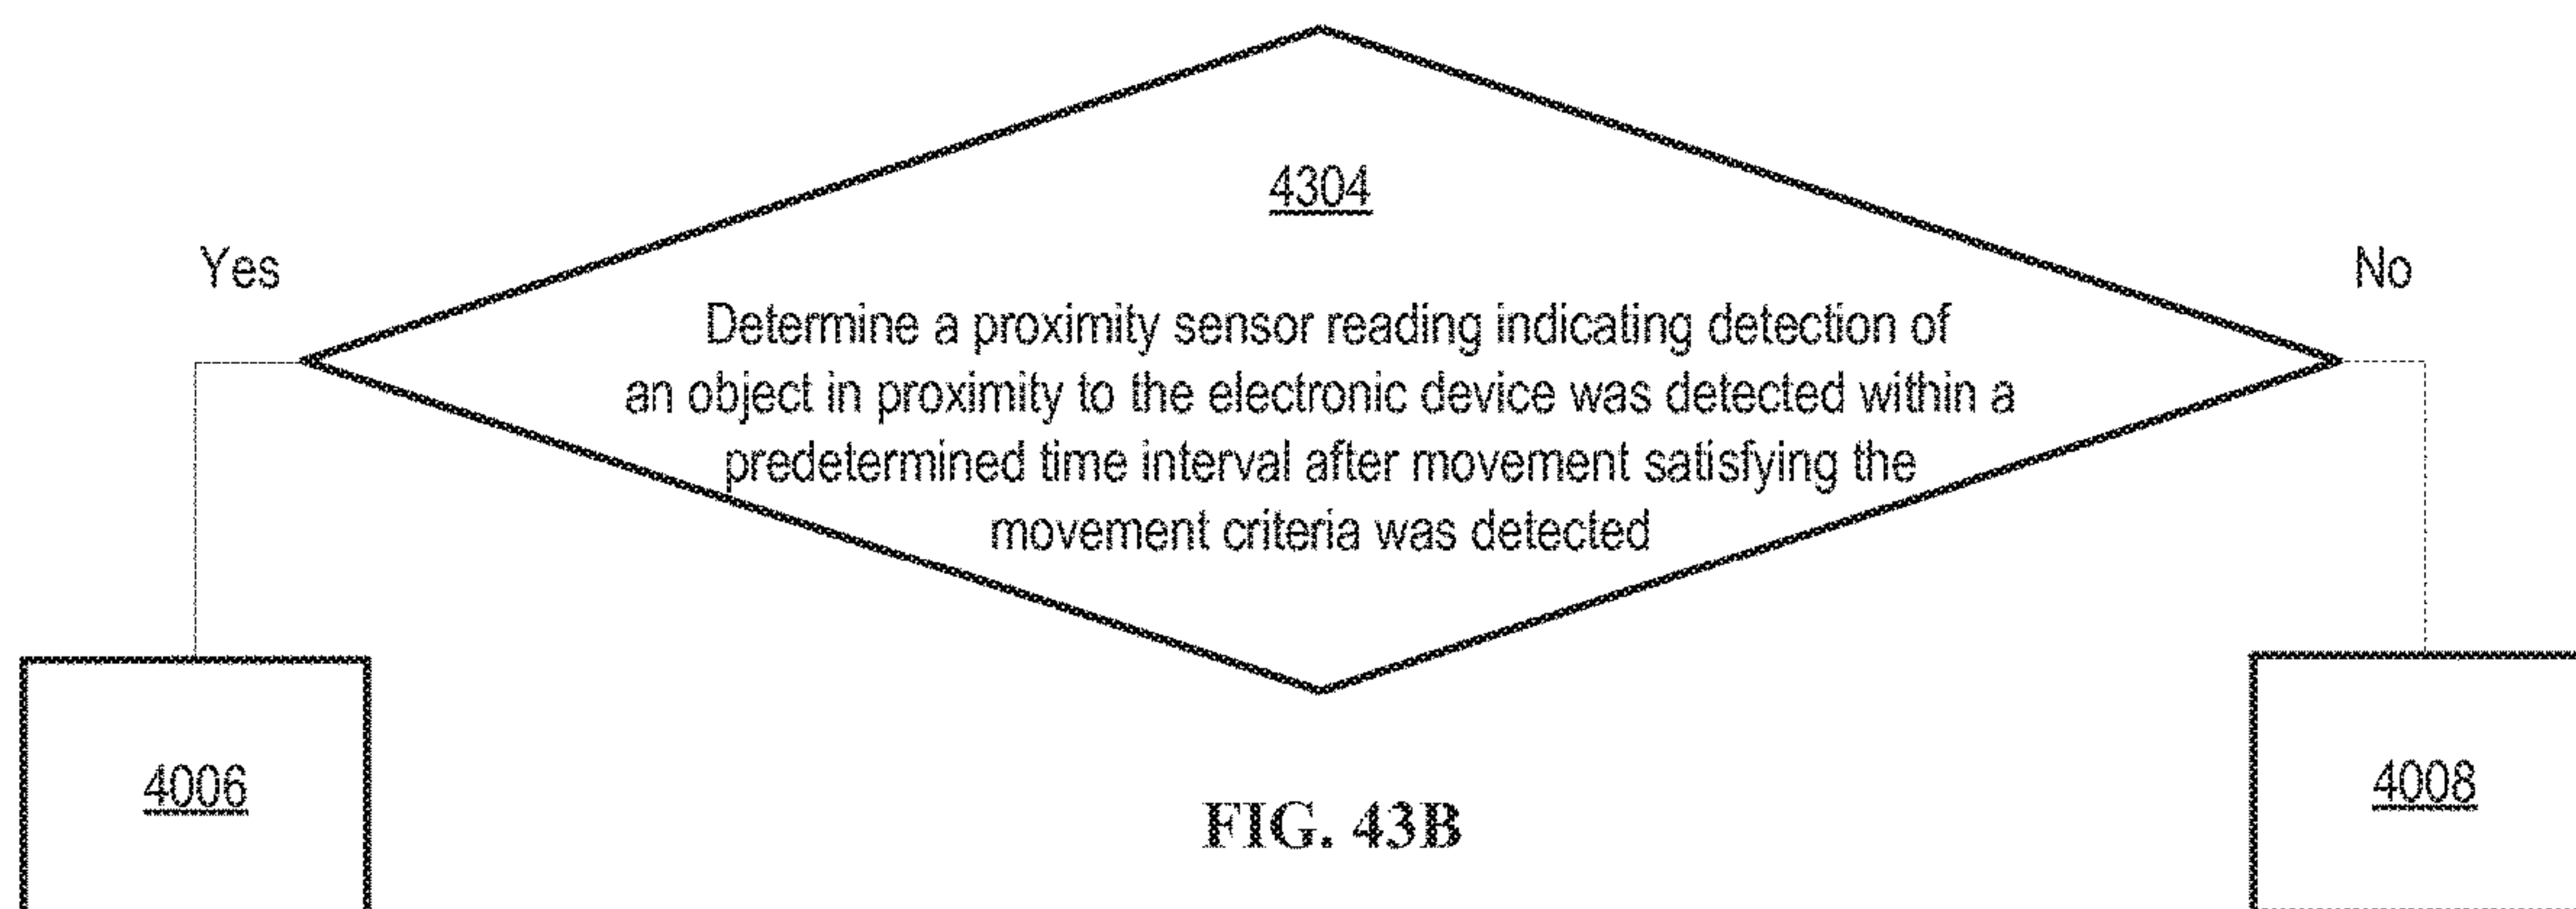 4304
Yes
No
Determine a proximity sensor reading indicating detection of
an object in proximity to the electronic device was detected within a
predetermined time interval after movement satisfying the
movement criteria was detected
4006
4008
FIG. 43B